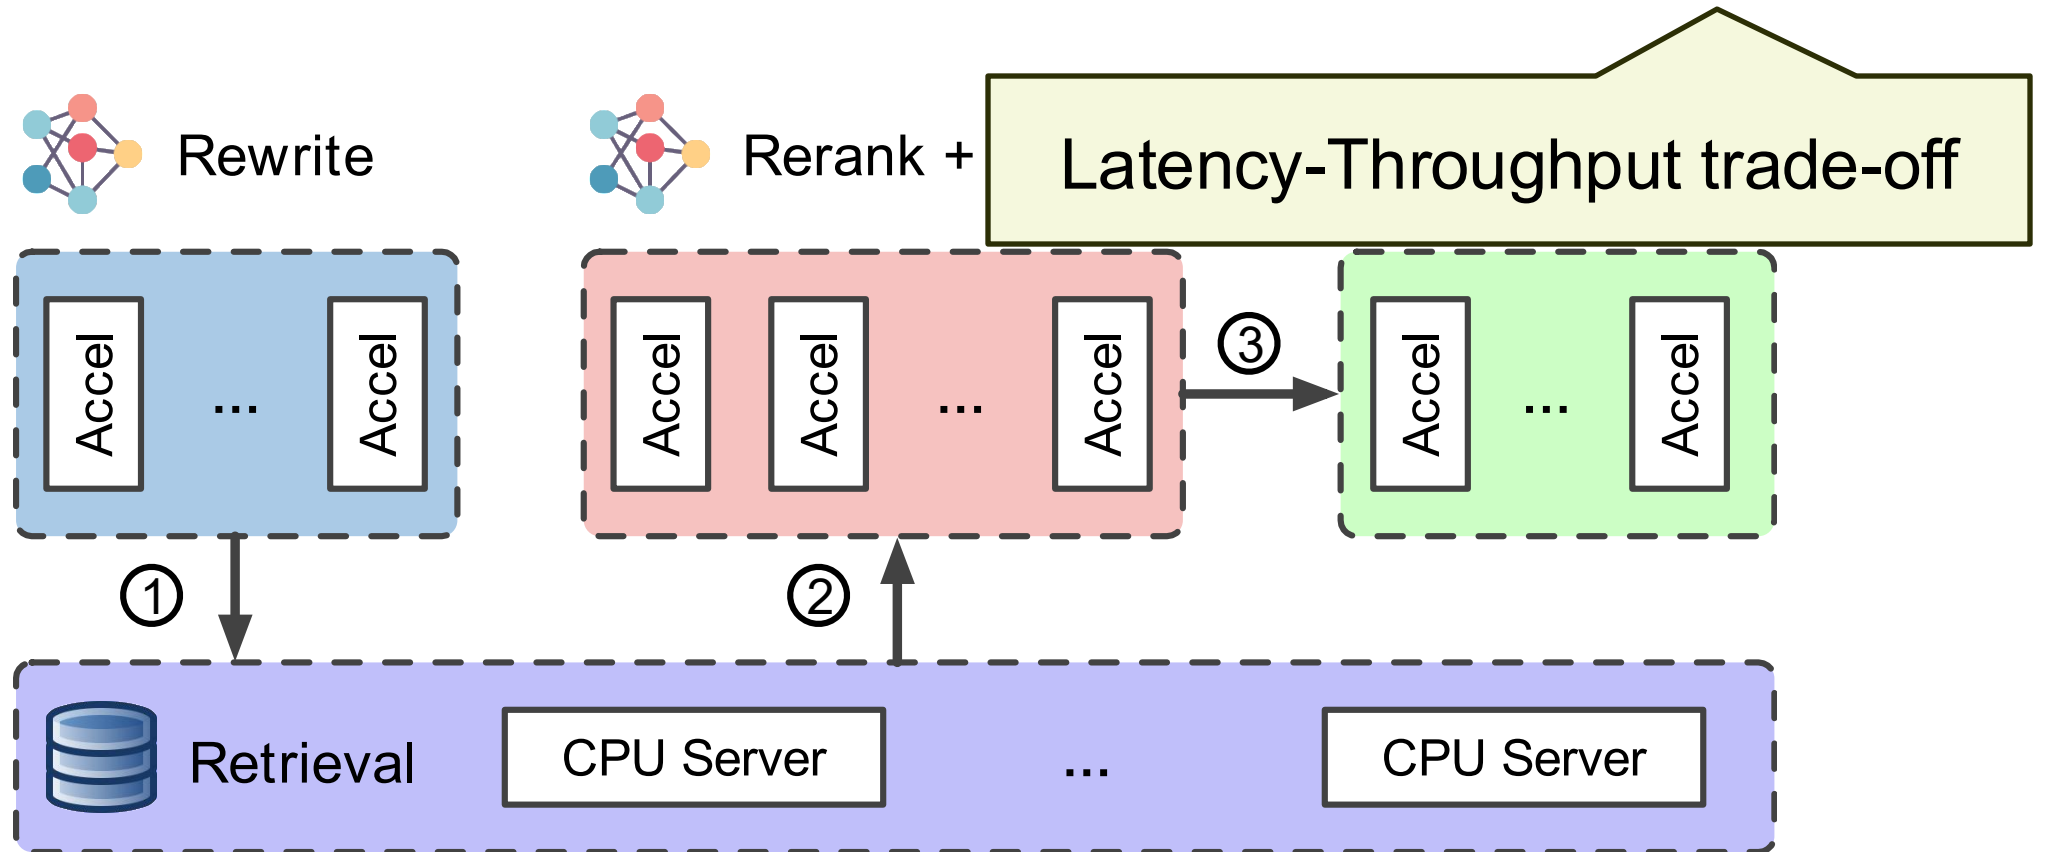 Rewrite
Rerank +
Latency-Throughput trade-off
Accel
...
Accel
Accel
Accel
...
Accel
3
Accel
...
Accel
1
2
Retrieval
CPU Server
...
CPU Server